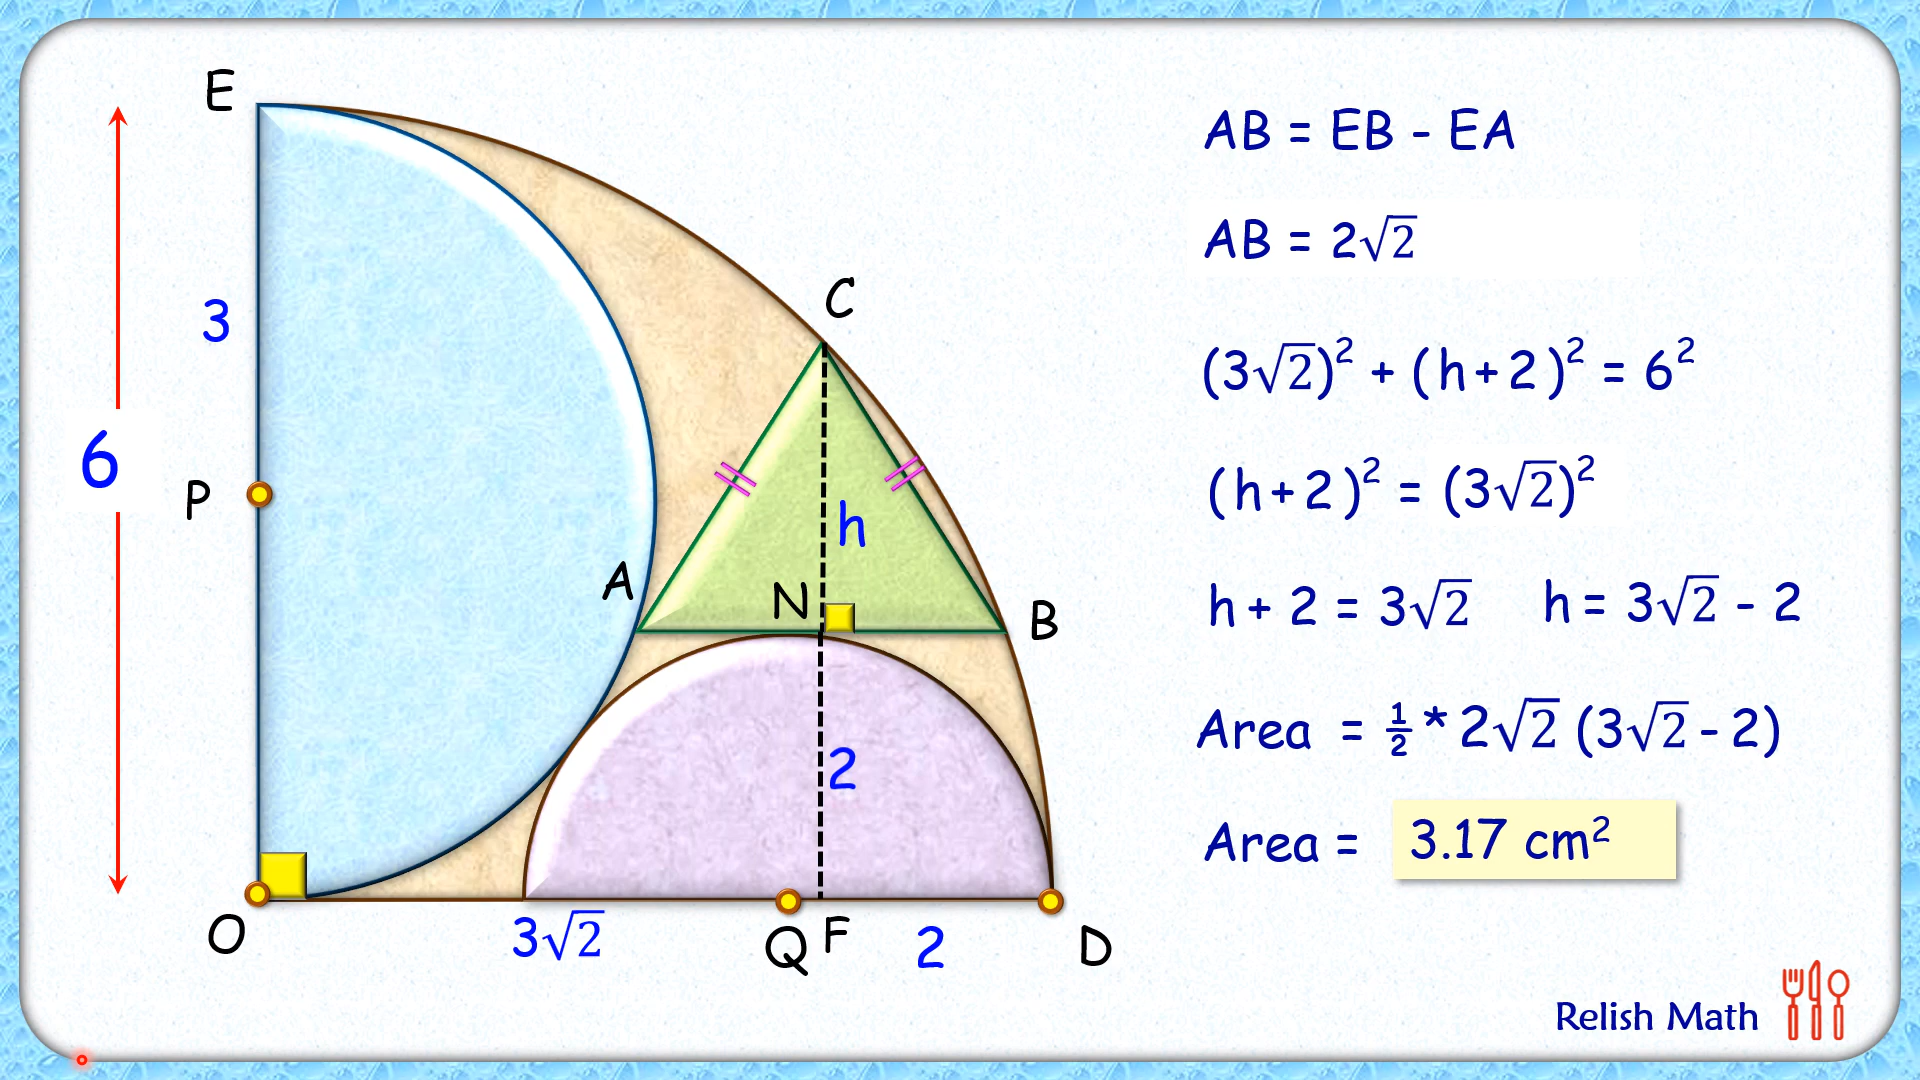 E
3
6
P
C
h
A
N
B
2
O
3√2
Q F
2
D
AB = EB - EA
AB = 2√2
(3√2)² + (h+2)² = 6²
(h+2)² = (3√2)²
h + 2 = 3√2 h = 3√2 - 2
Area = ½ * 2√2 (3√2 - 2)
Area = 3.17 cm²
Relish Math